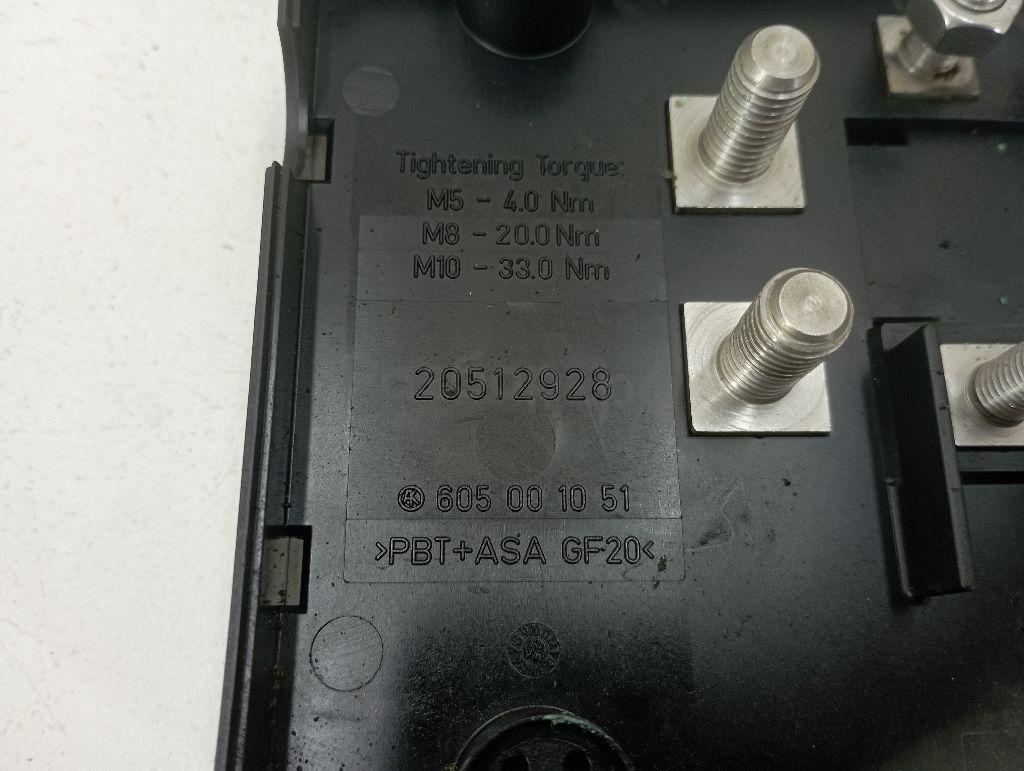 Tightening Torque:
M5 - 4.0 Nm
M8 - 20.0 Nm
M10 - 33.0 Nm
20512928
AK 605 00 10 51
>PBT+ASA GF20<